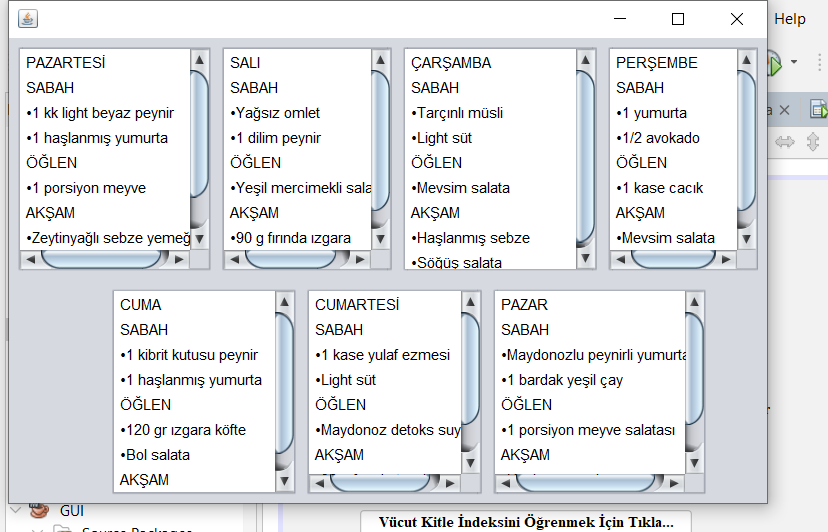 Help
PAZARTESİ
SABAH
•1 kk light beyaz peynir
•1 haşlanmış yumurta
ÖĞLEN
•1 porsiyon meyve
AKŞAM
•Zeytinyağlı sebze yemeğ
SALI
SABAH
•Yağsız omlet
•1 dilim peynir
ÖĞLEN
•Yeşil mercimekli sala
AKŞAM
•90 g fırında ızgara
ÇARŞAMBA
SABAH
•Tarçınlı müsli
•Light süt
ÖĞLEN
•Mevsim salata
AKŞAM
•Haşlanmış sebze
•Söğüş salata
PERŞEMBE
SABAH
•1 yumurta
•1/2 avokado
ÖĞLEN
•1 kase cacık
AKŞAM
•Mevsim salata
CUMA
SABAH
•1 kibrit kutusu peynir
•1 haşlanmış yumurta
ÖĞLEN
•120 gr ızgara köfte
•Bol salata
AKŞAM
CUMARTESİ
SABAH
•1 kase yulaf ezmesi
•Light süt
ÖĞLEN
•Maydonoz detoks suy
AKŞAM
PAZAR
SABAH
•Maydonozlu peynirli yumurta
•1 bardak yeşil çay
ÖĞLEN
•1 porsiyon meyve salatası
AKŞAM
GUI
Source Packages
Vücut Kitle İndeksini Öğrenmek İçin Tıkla...